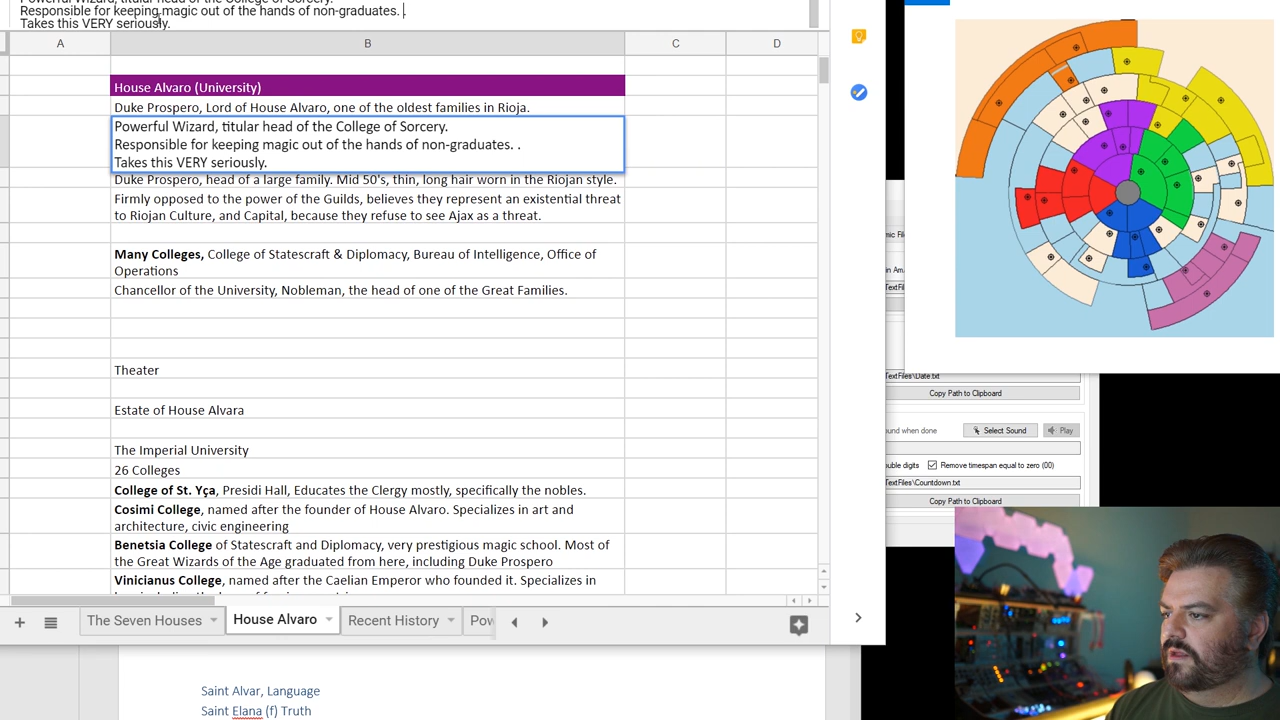 Responsible for keeping magic out of the hands of non-graduates. .
Takes this VERY seriously.
A B C D
House Alvaro (University)
Duke Prospero, Lord of House Alvaro, one of the oldest families in Rioja.
Powerful Wizard, titular head of the College of Sorcery.
Responsible for keeping magic out of the hands of non-graduates. .
Takes this VERY seriously.
Duke Prospero, head of a large family. Mid 50's, thin, long hair worn in the Riojan style.
Firmly opposed to the power of the Guilds, believes they represent an existential threat
to Riojan Culture, and Capital, because they refuse to see Ajax as a threat.
Many Colleges, College of Statescraft & Diplomacy, Bureau of Intelligence, Office of
Operations
Chancellor of the University, Nobleman, the head of one of the Great Families.
Theater
Estate of House Alvara
The Imperial University
26 Colleges
College of St. Yça, Presidi Hall, Educates the Clergy mostly, specifically the nobles.
Cosimi College, named after the founder of House Alvaro. Specializes in art and
architecture, civic engineering
Benetsia College of Statescraft and Diplomacy, very prestigious magic school. Most of
the Great Wizards of the Age graduated from here, including Duke Prospero
Vinicianus College, named after the Caelian Emperor who founded it. Specializes in
The Seven Houses
House Alvaro
Recent History
Pow
Saint Alvar, Language
Saint Elana (f) Truth
TextFiles\Date.txt
Copy Path to Clipboard
ound when done
Select Sound
Play
uble digits
Remove timespan equal to zero (00)
TextFiles\Countdown.txt
Copy Path to Clipboard